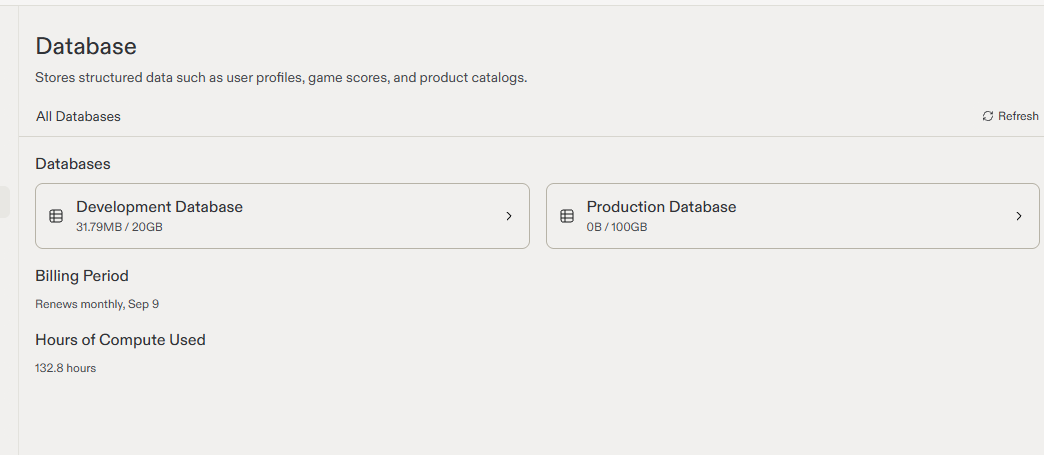 Database
Stores structured data such as user profiles, game scores, and product catalogs.
All Databases
Refresh
Databases
Development Database
31.79MB / 20GB
Production Database
0B / 100GB
Billing Period
Renews monthly, Sep 9
Hours of Compute Used
132.8 hours